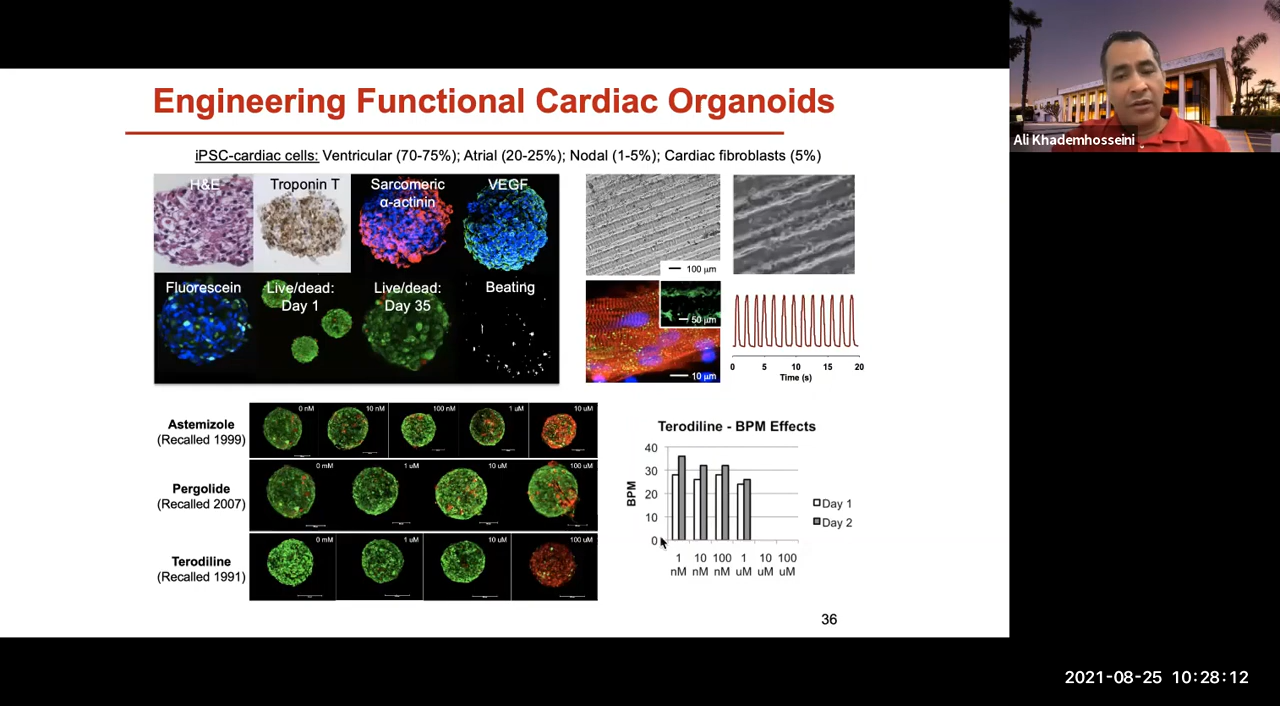 Engineering Functional Cardiac Organoids
iPSC-cardiac cells: Ventricular (70-75%); Atrial (20-25%); Nodal (1-5%); Cardiac fibroblasts (5%)
H&E
Troponin T
Sarcomeric
α-actinin
VEGF
Fluorescein
Live/dead:
Day 1
Live/dead:
Day 35
Beating
100 μm
50 μm
10 μm
0 5 10 15 20
Time (s)
Astemizole
(Recalled 1999)
0 nM
10 nM
100 nM
1 uM
10 uM
Pergolide
(Recalled 2007)
0 mM
1 uM
10 uM
100 uM
Terodiline
(Recalled 1991)
0 mM
1 uM
10 uM
100 uM
Terodiline - BPM Effects
BPM
40
30
20
10
0
1 10 100 1 10 100
nM nM nM uM uM uM
Day 1
Day 2
36
Ali Khademhosseini
2021-08-25 10:28:12